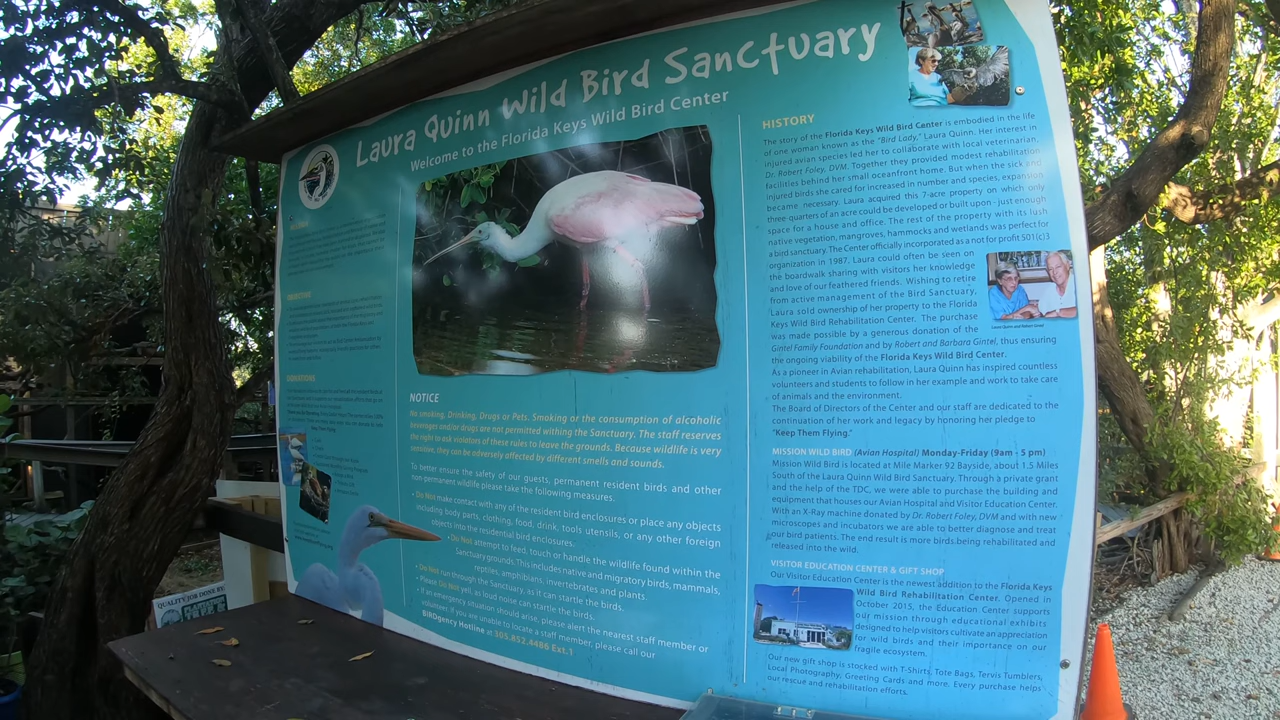 Laura Quinn Wild Bird Sanctuary
Welcome to the Florida Keys Wild Bird Center
DONATIONS
NOTICE
No smoking, Drinking, Drugs or Pets. Smoking or the consumption of alcoholic
beverages and/or drugs are not permitted withing the Sanctuary. The staff reserves
the right to ask violators of these rules to leave the grounds. Because wildlife is very
sensitive, they can be adversely affected by different smells and sounds.
To better ensure the safety of our guests, permanent resident birds and other
non-permanent wildlife please take the following measures.
• Do Not make contact with any of the resident bird enclosures or place any objects
including body parts, clothing, food, drink, tools utensils, or any other foreign
objects into the residential bird enclosures.
• Do Not attempt to feed, touch or handle the wildlife found within the
Sanctuary grounds. This includes native and migratory birds, mammals,
reptiles, amphibians, invertebrates and plants.
• Do Not run through the Sanctuary, as it can startle the birds.
• Please Do Not yell, as loud noise can startle the birds.
• If an emergency situation should arise, please alert the nearest staff member or
volunteer. If you are unable to locate a staff member, please call our
BIRDgency Hotline at 305.852.4486 Ext.1
HISTORY
The story of the Florida Keys Wild Bird Center is embodied in the life
of one woman known as the "Bird Lady," Laura Quinn. Her interest in
injured avian species led her to collaborate with local veterinarian,
Dr. Robert Foley, DVM. Together they provided modest rehabilitation
facilities behind her small oceanfront home. But when the sick and
injured birds she cared for increased in number and species, expansion
became necessary. Laura acquired this 7-acre property on which only
three-quarters of an acre could be developed or built upon - just enough
space for a house and office. The rest of the property with its lush
native vegetation, mangroves, hammocks and wetlands was perfect for
a bird sanctuary. The Center officially incorporated as a not for profit 501(c)3
organization in 1987. Laura could often be seen on
the boardwalk sharing with visitors her knowledge
and love of our feathered friends. Wishing to retire
from active management of the Bird Sanctuary,
Laura sold ownership of her property to the Florida
Keys Wild Bird Rehabilitation Center. The purchase
was made possible by a generous donation of the
Gintel Family Foundation and by Robert and Barbara Gintel, thus ensuring
the ongoing viability of the Florida Keys Wild Bird Center.
As a pioneer in Avian rehabilitation, Laura Quinn has inspired countless
volunteers and students to follow in her example and work to take care
of animals and the environment.
The Board of Directors of the Center and our staff are dedicated to the
continuation of her work and legacy by honoring her pledge to
"Keep Them Flying."
Laura Quinn and Robert Gintel
MISSION WILD BIRD (Avian Hospital) Monday-Friday (9am - 5 pm)
Mission Wild Bird is located at Mile Marker 92 Bayside, about 1.5 Miles
South of the Laura Quinn Wild Bird Sanctuary. Through a private grant
and the help of the TDC, we were able to purchase the building and
equipment that houses our Avian Hospital and Visitor Education Center.
With an X-Ray machine donated by Dr. Robert Foley, DVM and with new
microscopes and incubators we are able to better diagnose and treat
our bird patients. The end result is more birds being rehabilitated and
released into the wild.
VISITOR EDUCATION CENTER & GIFT SHOP
Our Visitor Education Center is the newest addition to the Florida Keys
Wild Bird Rehabilitation Center. Opened in
October 2015, the Education Center supports
our mission through educational exhibits
designed to help visitors cultivate an appreciation
for wild birds and their importance on our
fragile ecosystem.
Our new gift shop is stocked with T-Shirts, Tote Bags, Tervis Tumblers,
Local Photography, Greeting Cards and more. Every purchase helps
our rescue and rehabilitation efforts.
QUALITY JOB DONE BY: